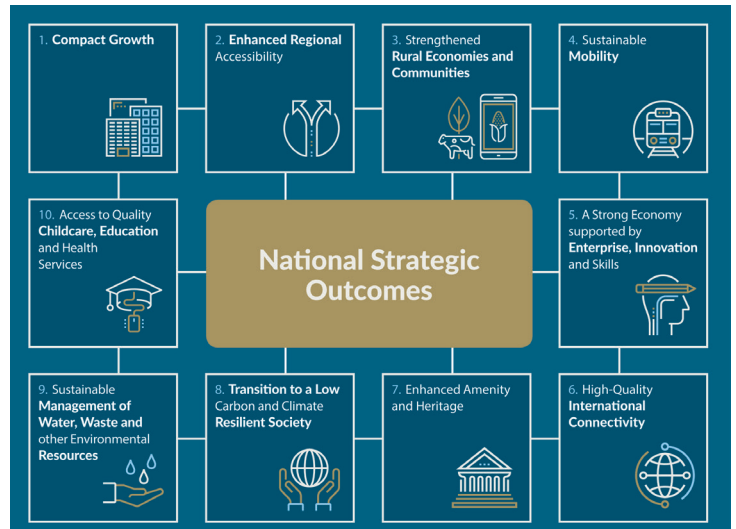 1. Compact Growth
2. Enhanced Regional
Accessibility
3. Strengthened
Rural Economies and
Communities
4. Sustainable
Mobility
10. Access to Quality
Childcare, Education
and Health
Services
National Strategic
Outcomes
5. A Strong Economy
supported by
Enterprise, Innovation
and Skills
9. Sustainable
Management of
Water, Waste and
other Environmental
Resources
8. Transition to a Low
Carbon and Climate
Resilient Society
7. Enhanced Amenity
and Heritage
6. High-Quality
International
Connectivity